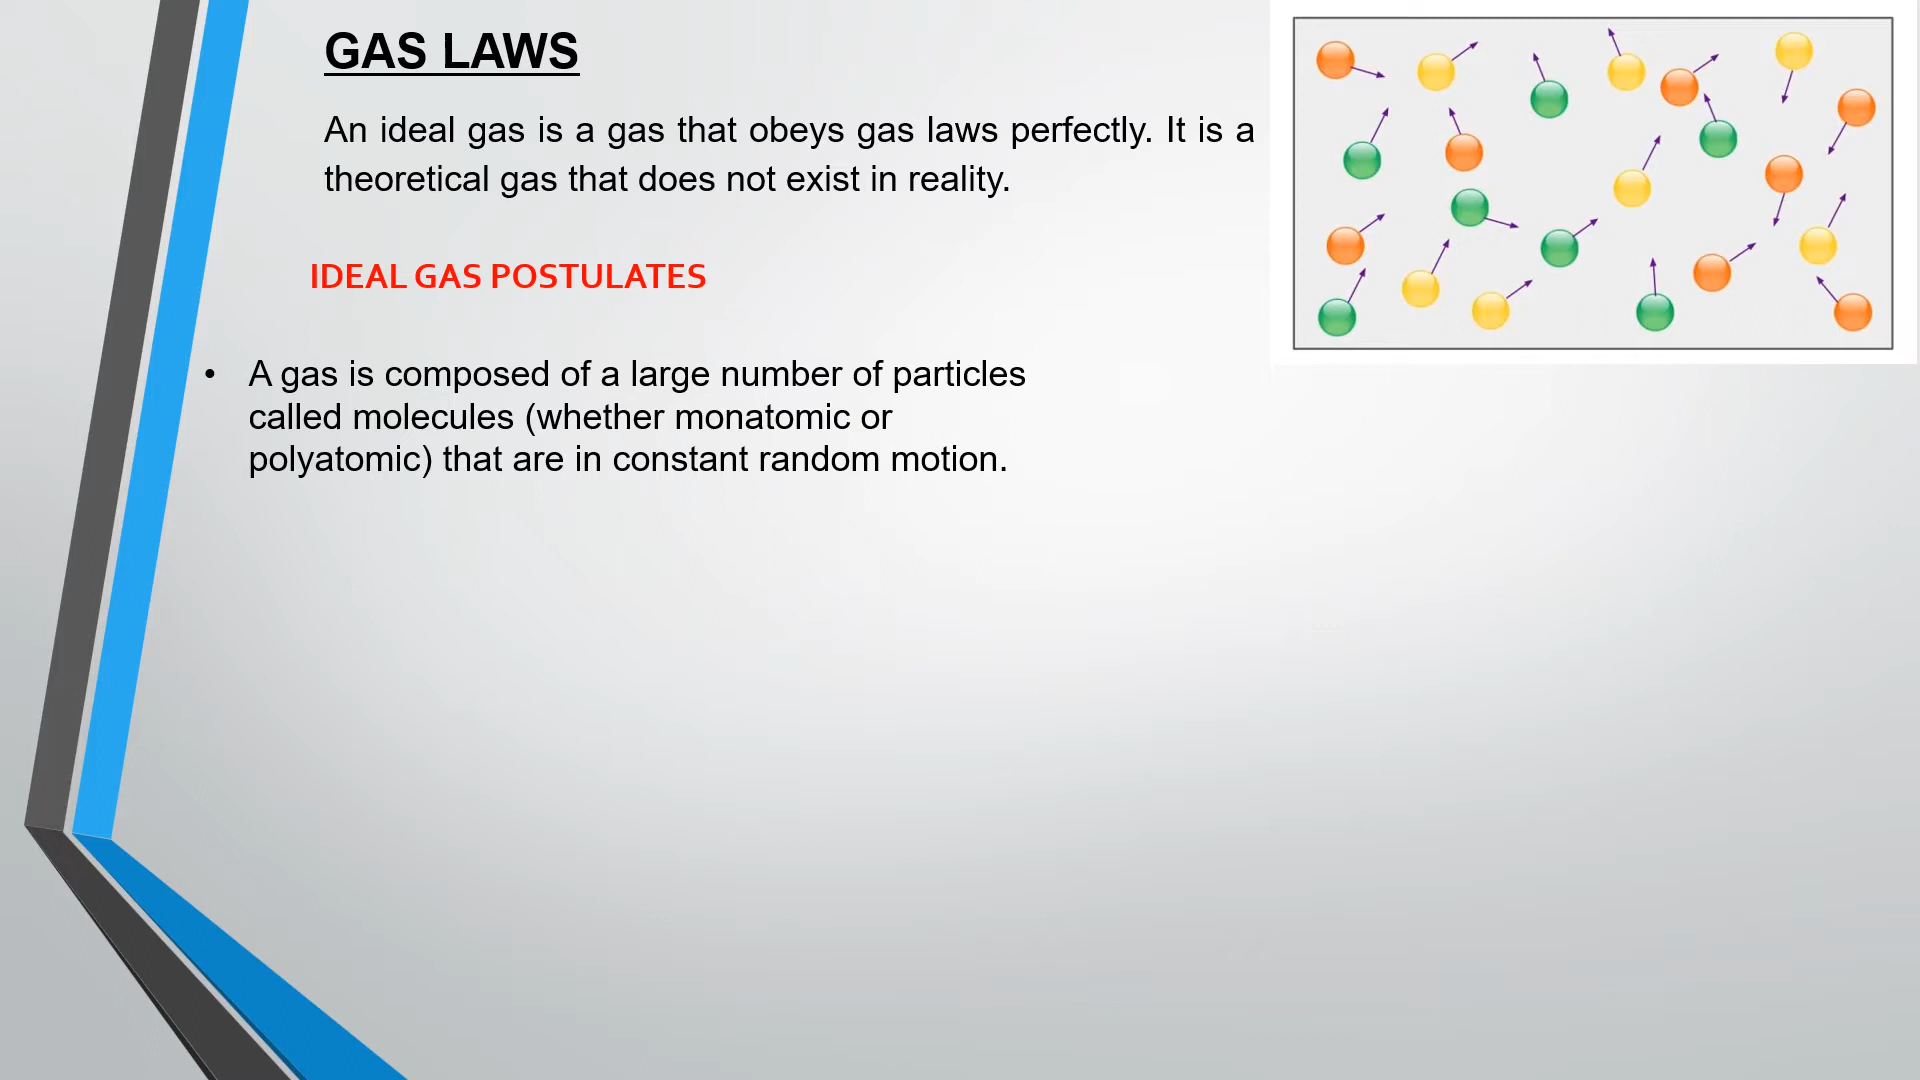 GAS LAWS
An ideal gas is a gas that obeys gas laws perfectly. It is a
theoretical gas that does not exist in reality.
IDEAL GAS POSTULATES
• A gas is composed of a large number of particles
called molecules (whether monatomic or
polyatomic) that are in constant random motion.